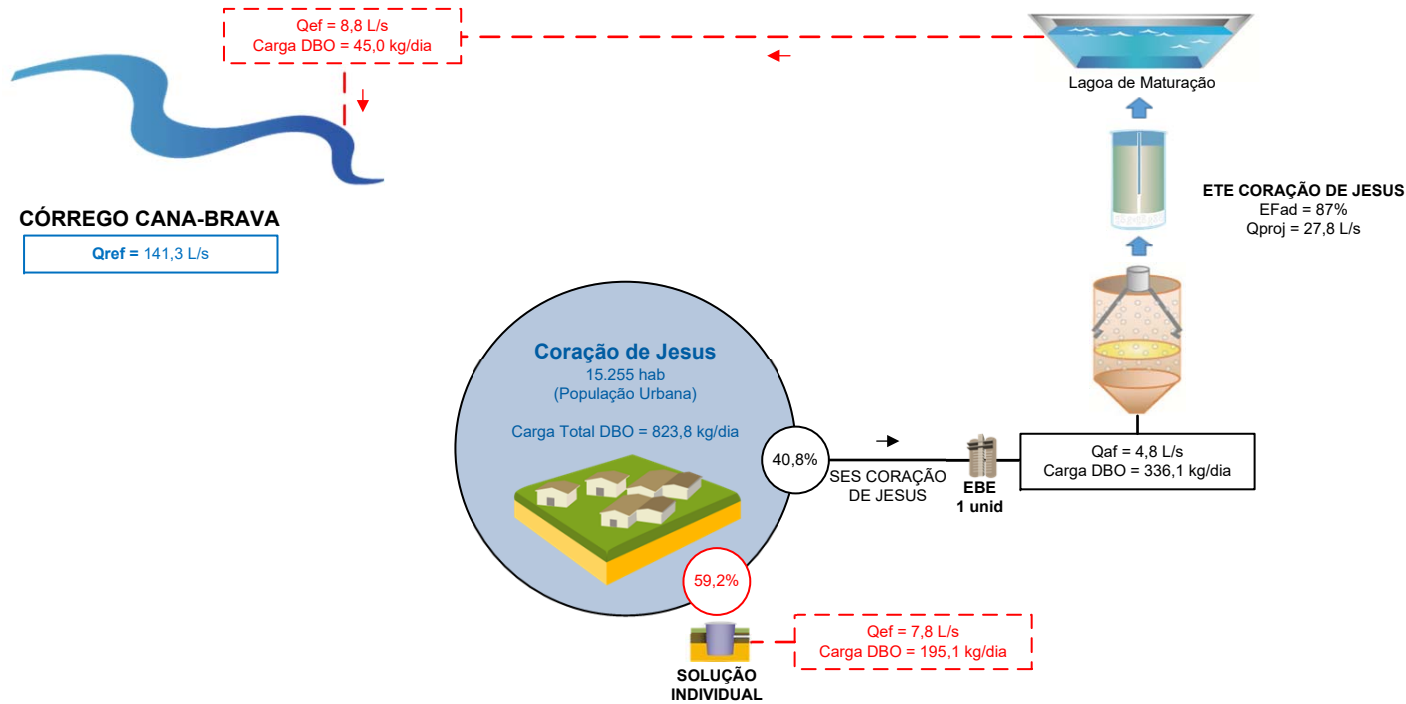 Qef = 8,8 L/s
Carga DBO = 45,0 kg/dia
Lagoa de Maturação
CÓRREGO CANA-BRAVA
Qref = 141,3 L/s
ETE CORAÇÃO DE JESUS
EFad = 87%
Qproj = 27,8 L/s
Coração de Jesus
15.255 hab
(População Urbana)
Carga Total DBO = 823,8 kg/dia
40,8%
SES CORAÇÃO
DE JESUS
EBE
1 unid
Qaf = 4,8 L/s
Carga DBO = 336,1 kg/dia
59,2%
Qef = 7,8 L/s
Carga DBO = 195,1 kg/dia
SOLUÇÃO
INDIVIDUAL